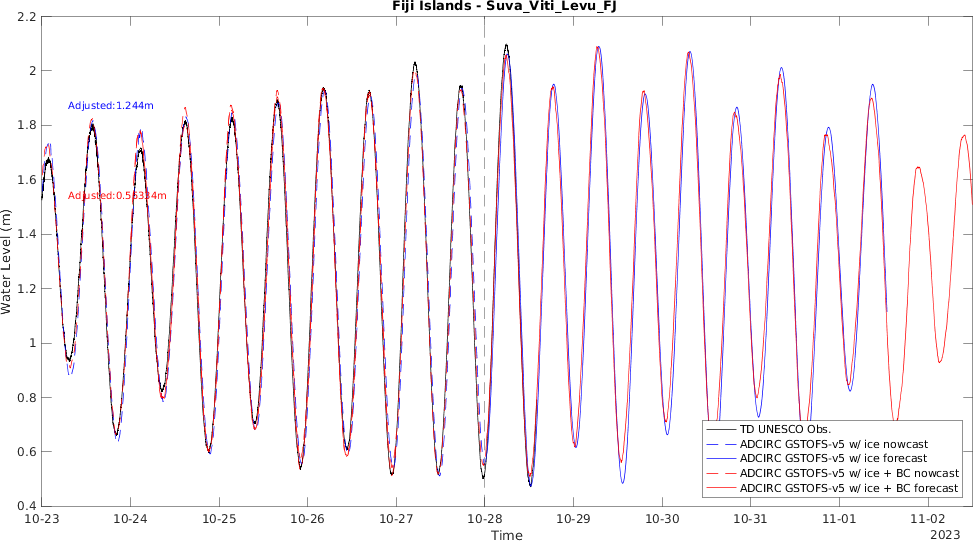 Fiji Islands - Suva_Viti_Levu_FJ
2.2
2
1.8
1.6
1.4
1.2
1
0.8
0.6
0.4
Water Level (m)
Adjusted:1.244m
Adjusted:0.56334m
TD UNESCO Obs.
ADCIRC GSTOFS-v5 w/ ice nowcast
ADCIRC GSTOFS-v5 w/ ice forecast
ADCIRC GSTOFS-v5 w/ ice + BC nowcast
ADCIRC GSTOFS-v5 w/ ice + BC forecast
10-23 10-24 10-25 10-26 10-27 10-28 10-29 10-30 10-31 11-01 11-02
Time
2023